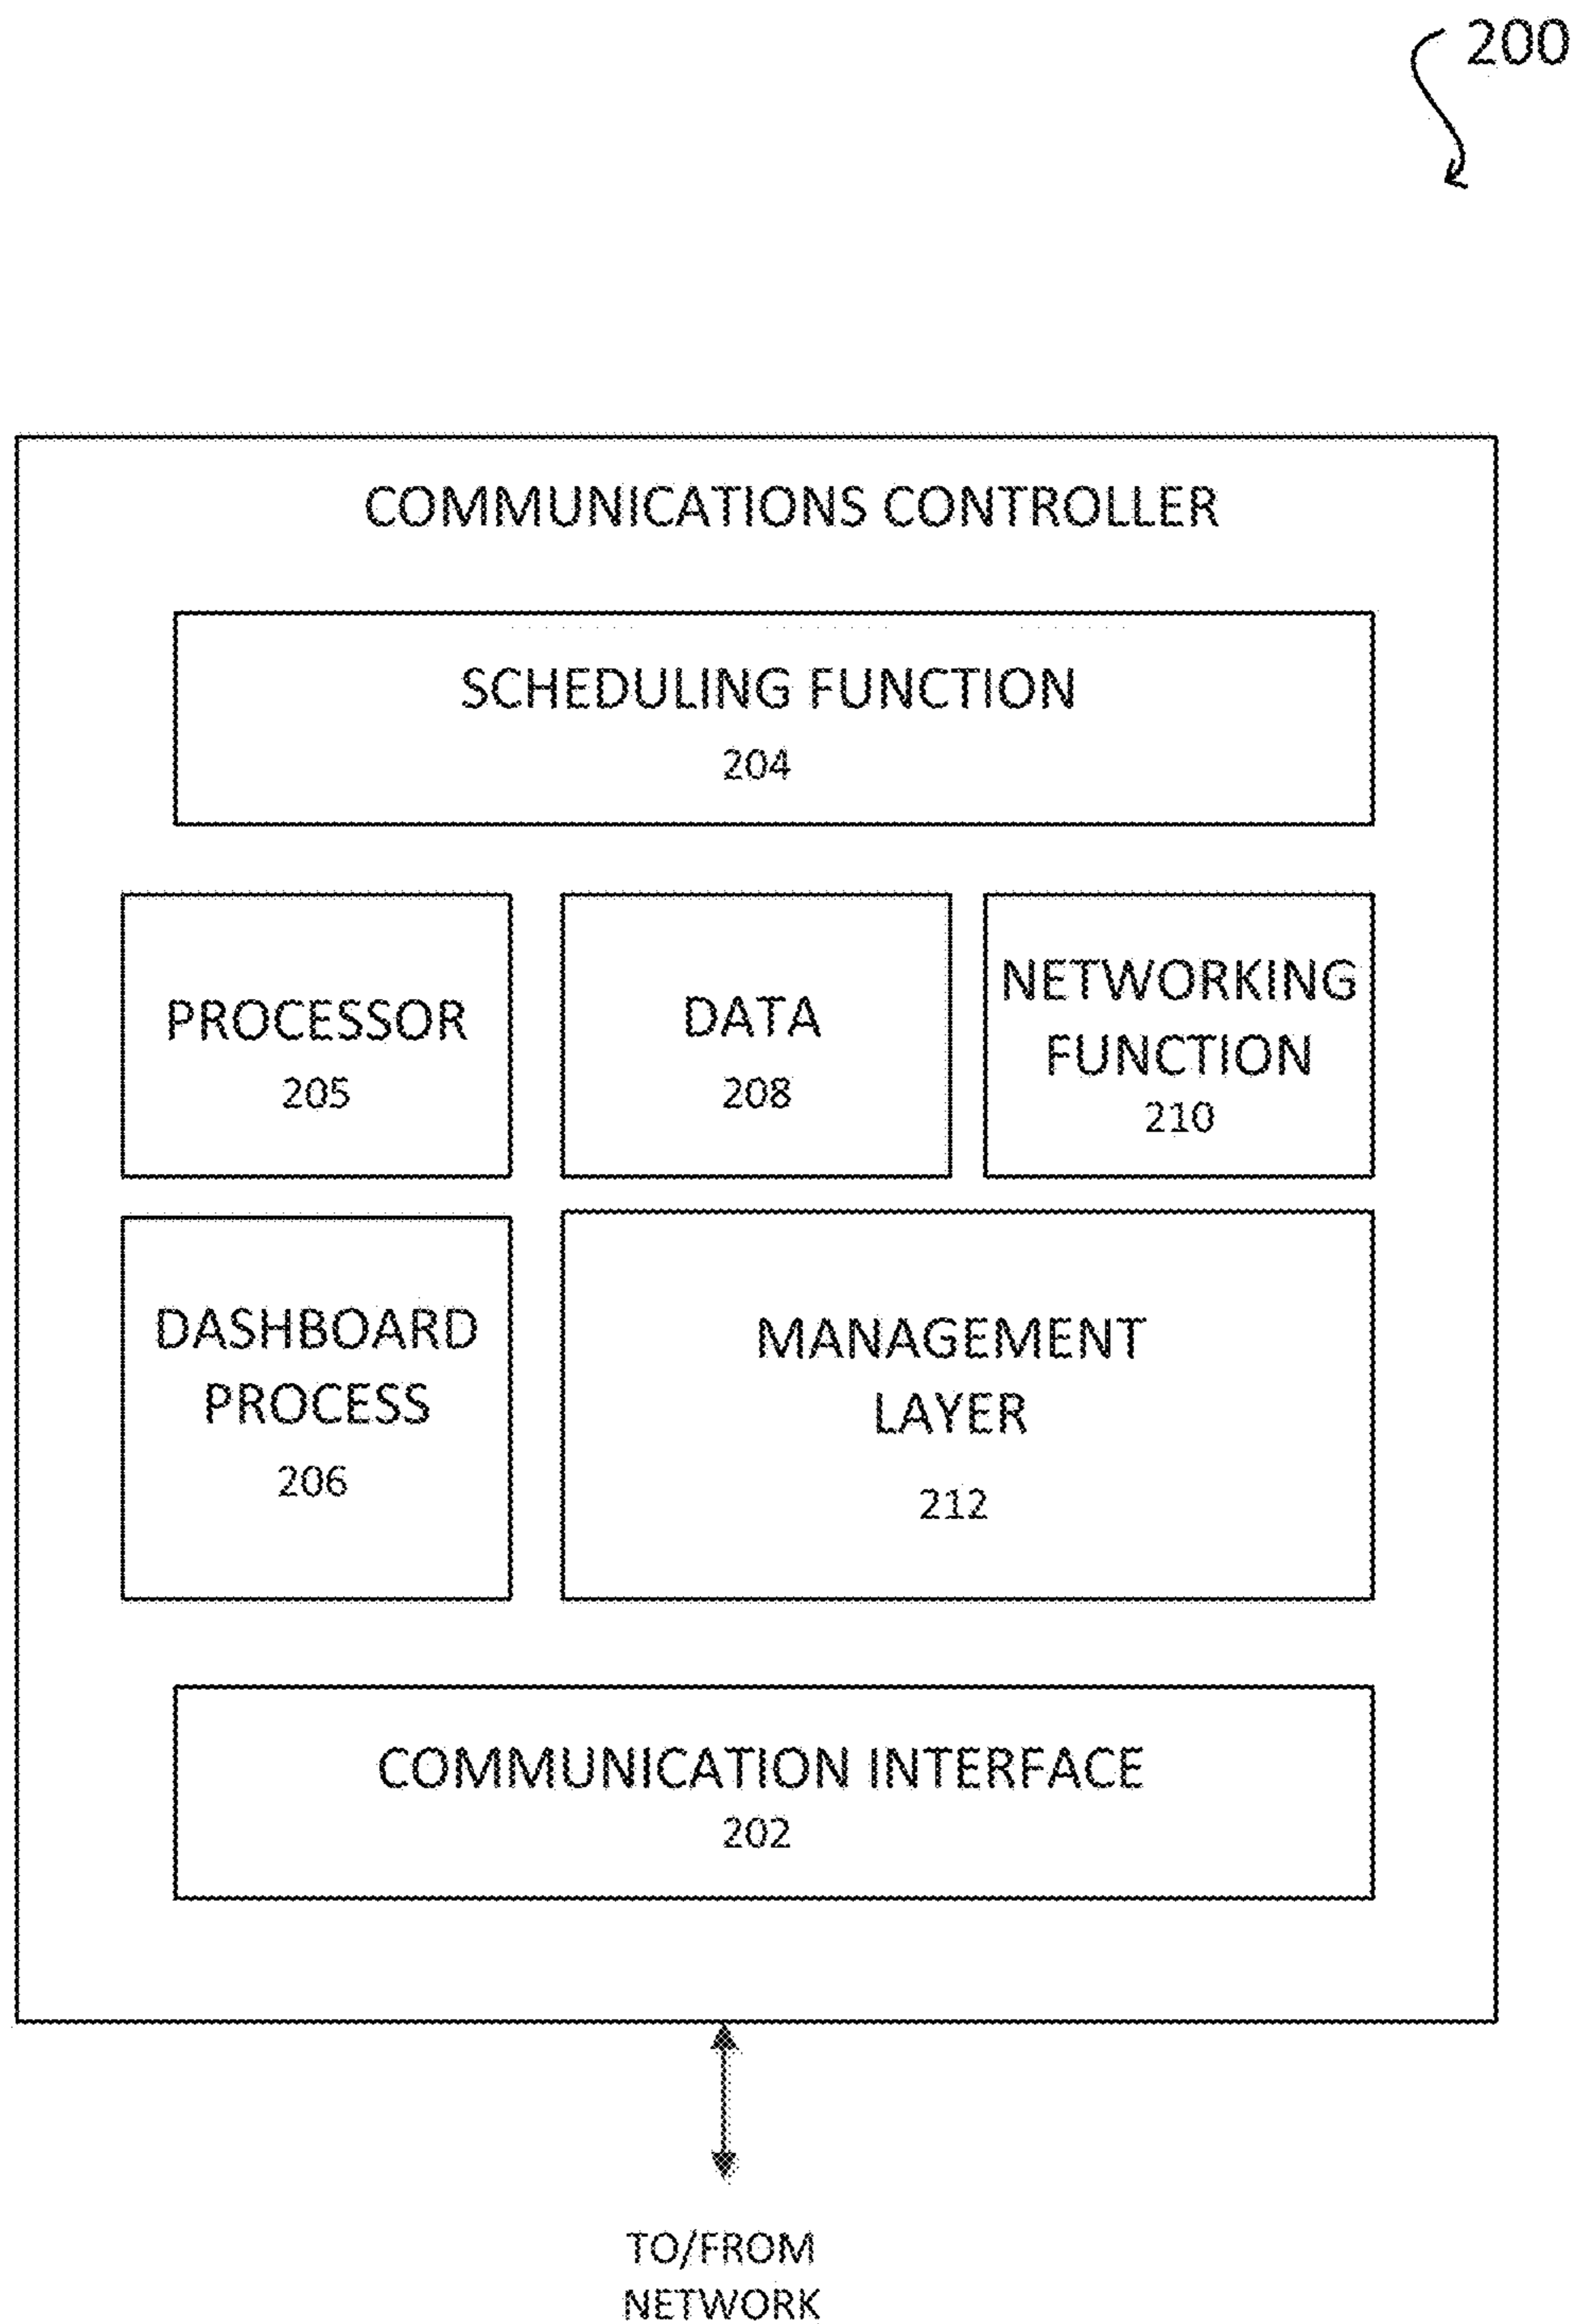 200
COMMUNICATIONS CONTROLLER
SCHEDULING FUNCTION
204
PROCESSOR
205
DATA
208
NETWORKING
FUNCTION
210
DASHBOARD
PROCESS
206
MANAGEMENT
LAYER
212
COMMUNICATION INTERFACE
202
TO/FROM
NETWORK